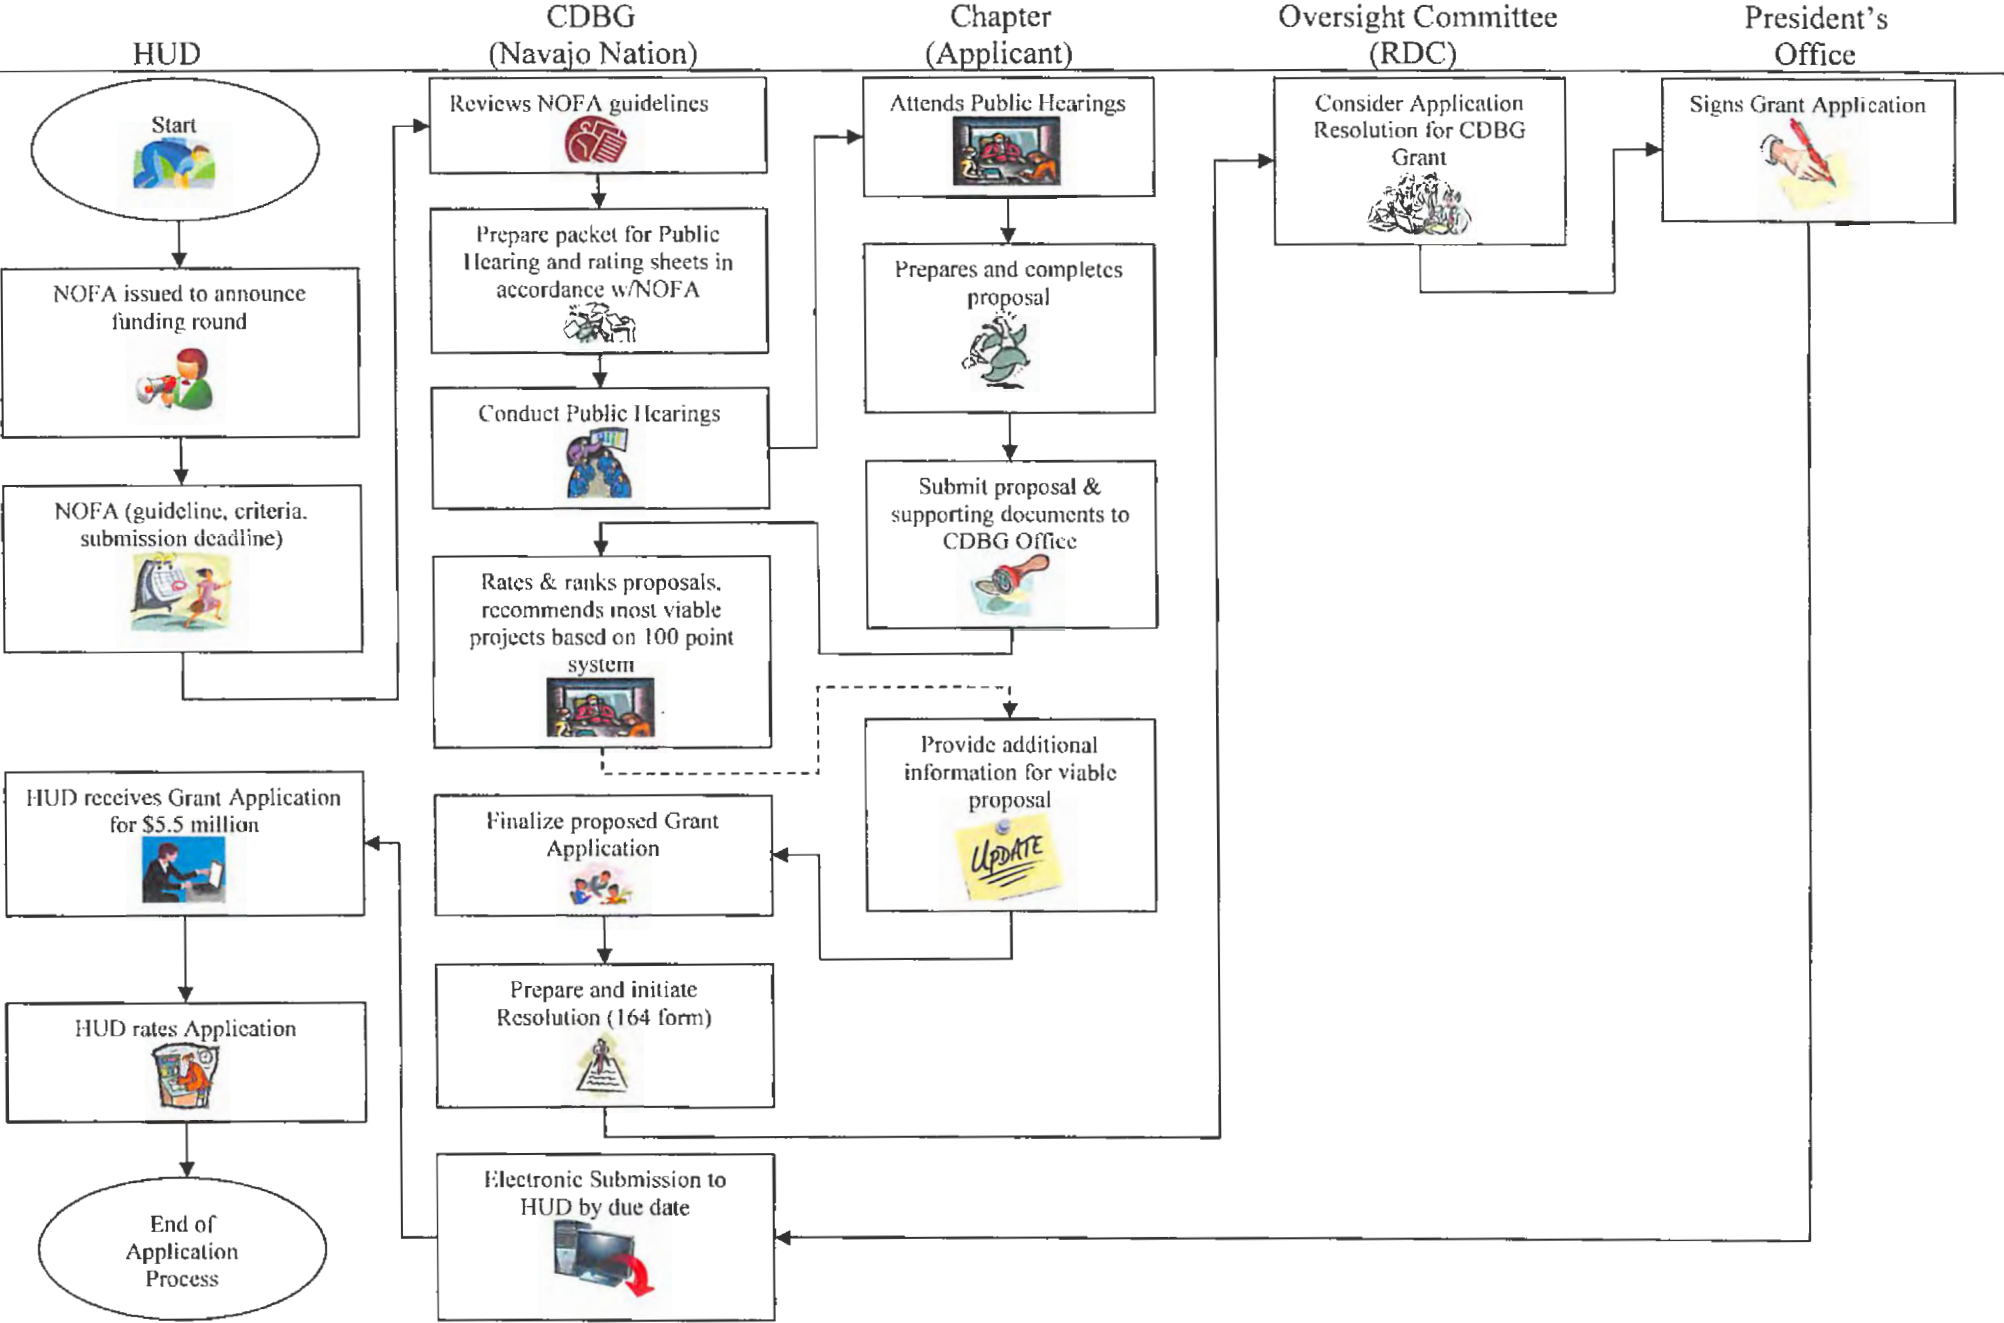 HUD
CDBG
(Navajo Nation)
Chapter
(Applicant)
Oversight Committee
(RDC)
President's
Office
Start
NOFA issued to announce
funding round
NOFA (guideline, criteria,
submission deadline)
HUD receives Grant Application
for $5.5 million
HUD rates Application
End of
Application
Process
Reviews NOFA guidelines
Prepare packet for Public
Hearing and rating sheets in
accordance w/NOFA
Conduct Public Hearings
Rates & ranks proposals,
recommends most viable
projects based on 100 point
system
Finalize proposed Grant
Application
Prepare and initiate
Resolution (164 form)
Electronic Submission to
HUD by due date
Attends Public Hearings
Prepares and completes
proposal
Submit proposal &
supporting documents to
CDBG Office
Provide additional
information for viable
proposal
UPDATE
Consider Application
Resolution for CDBG
Grant
Signs Grant Application